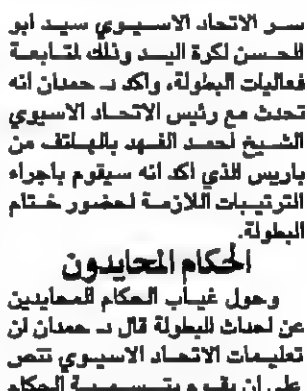 سر الاتحاد الاسيوي سيد ابو
الحسن لكرة اليد وذلك لمتابعة
فعاليات البطولة، واكد د- حمدان انه
تحدث مع رئيس الاتحاد الاسيوي
الشيخ احمد الفهد بالهاتف من
باريس الذي اكد انه سيقوم باجراء
الترتيبات اللازمة لحضور ختام
البطولة.
الحكام المحايدون
وحول غياب الحكام المحايدين
عن احداث البطولة قال د- حمدان ان
تعليمات الاتحاد الاسيوي تنص
على ان يقوم بتسمية الحكام